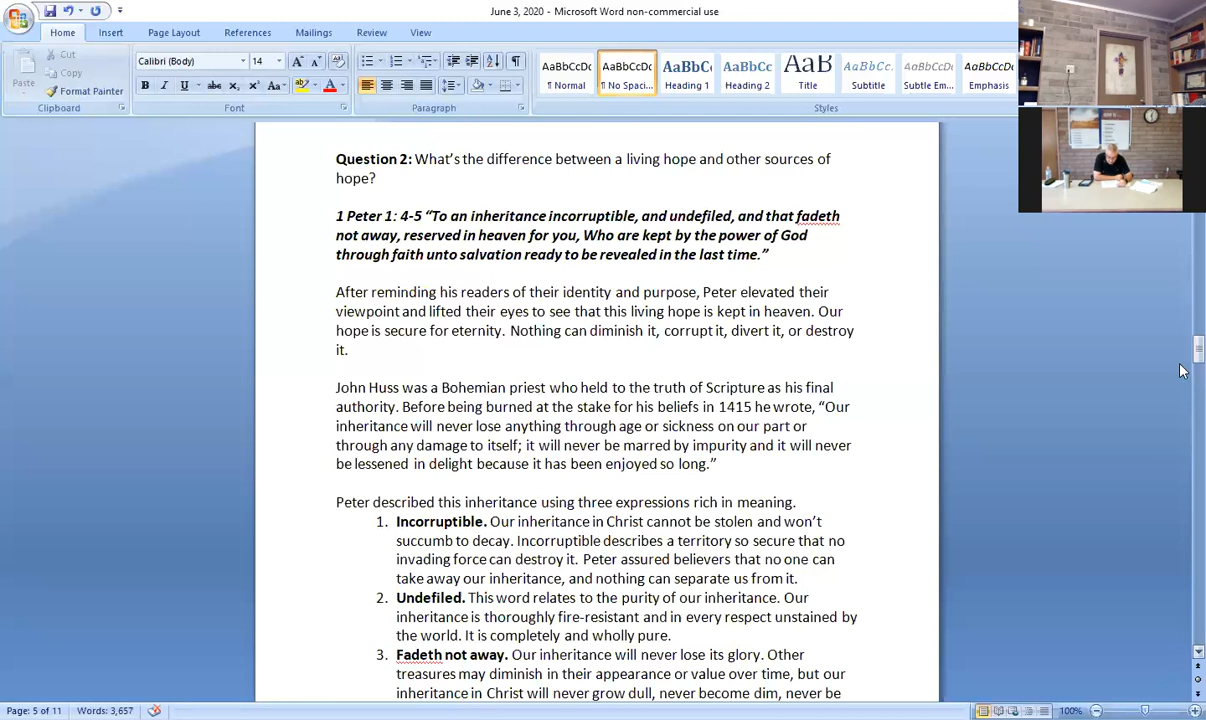 June 3, 2020 - Microsoft Word non-commercial use
Home Insert Page Layout References Mailings Review View
Cut
Copy
Paste
Format Painter
Clipboard
Calibri (Body) 14
Font
Paragraph
AaBbCcDc AaBbCcDc AaBbC AaBbCc AaB AaBbCcDc AaBbCcDc AaBbCcDc
¶ Normal ¶ No Spaci... Heading 1 Heading 2 Title Subtitle Subtle Em... Emphasis
Styles
Question 2: What's the difference between a living hope and other sources of
hope?
1 Peter 1: 4-5 “To an inheritance incorruptible, and undefiled, and that fadeth
not away, reserved in heaven for you, Who are kept by the power of God
through faith unto salvation ready to be revealed in the last time.”
After reminding his readers of their identity and purpose, Peter elevated their
viewpoint and lifted their eyes to see that this living hope is kept in heaven. Our
hope is secure for eternity. Nothing can diminish it, corrupt it, divert it, or destroy
it.
John Huss was a Bohemian priest who held to the truth of Scripture as his final
authority. Before being burned at the stake for his beliefs in 1415 he wrote, “Our
inheritance will never lose anything through age or sickness on our part or
through any damage to itself; it will never be marred by impurity and it will never
be lessened in delight because it has been enjoyed so long.”
Peter described this inheritance using three expressions rich in meaning.
1. Incorruptible. Our inheritance in Christ cannot be stolen and won't
succumb to decay. Incorruptible describes a territory so secure that no
invading force can destroy it. Peter assured believers that no one can
take away our inheritance, and nothing can separate us from it.
2. Undefiled. This word relates to the purity of our inheritance. Our
inheritance is thoroughly fire-resistant and in every respect unstained by
the world. It is completely and wholly pure.
3. Fadeth not away. Our inheritance will never lose its glory. Other
treasures may diminish in their appearance or value over time, but our
inheritance in Christ will never grow dull, never become dim, never be
Page: 5 of 11 Words: 3,657 100%